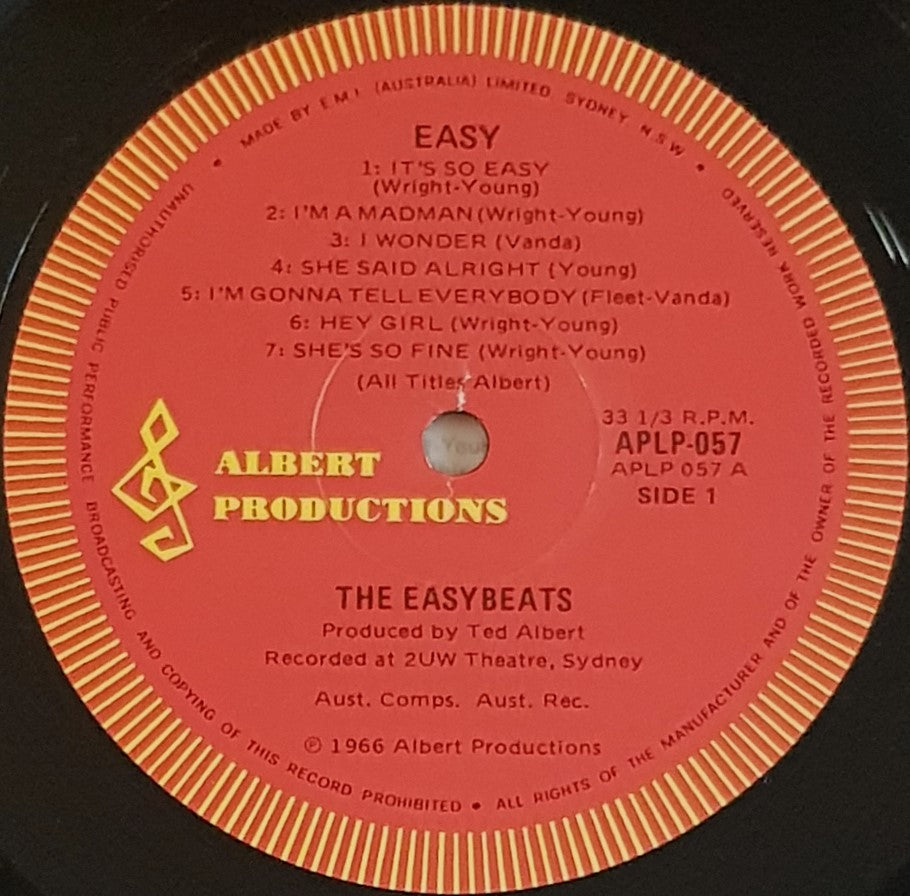 MADE BY E.M.I. (AUSTRALIA) LIMITED SYDNEY N.S.W.
EASY
1: IT'S SO EASY
(Wright-Young)
2: I'M A MADMAN (Wright-Young)
3: I WONDER (Vanda)
4: SHE SAID ALRIGHT (Young)
5: I'M GONNA TELL EVERYBODY (Fleet-Vanda)
6: HEY GIRL (Wright-Young)
7: SHE'S SO FINE (Wright-Young)
(All Titles Albert)
33 1/3 R.P.M.
APLP-057
APLP 057 A
SIDE 1
ALBERT
PRODUCTIONS
THE EASYBEATS
Produced by Ted Albert
Recorded at 2UW Theatre, Sydney
Aust. Comps. Aust. Rec.
℗ 1966 Albert Productions
UNAUTHORISED PUBLIC PERFORMANCE BROADCASTING AND COPYING OF THIS RECORD PROHIBITED • ALL RIGHTS OF THE MANUFACTURER AND OF THE OWNER OF THE RECORDED WORK RESERVED